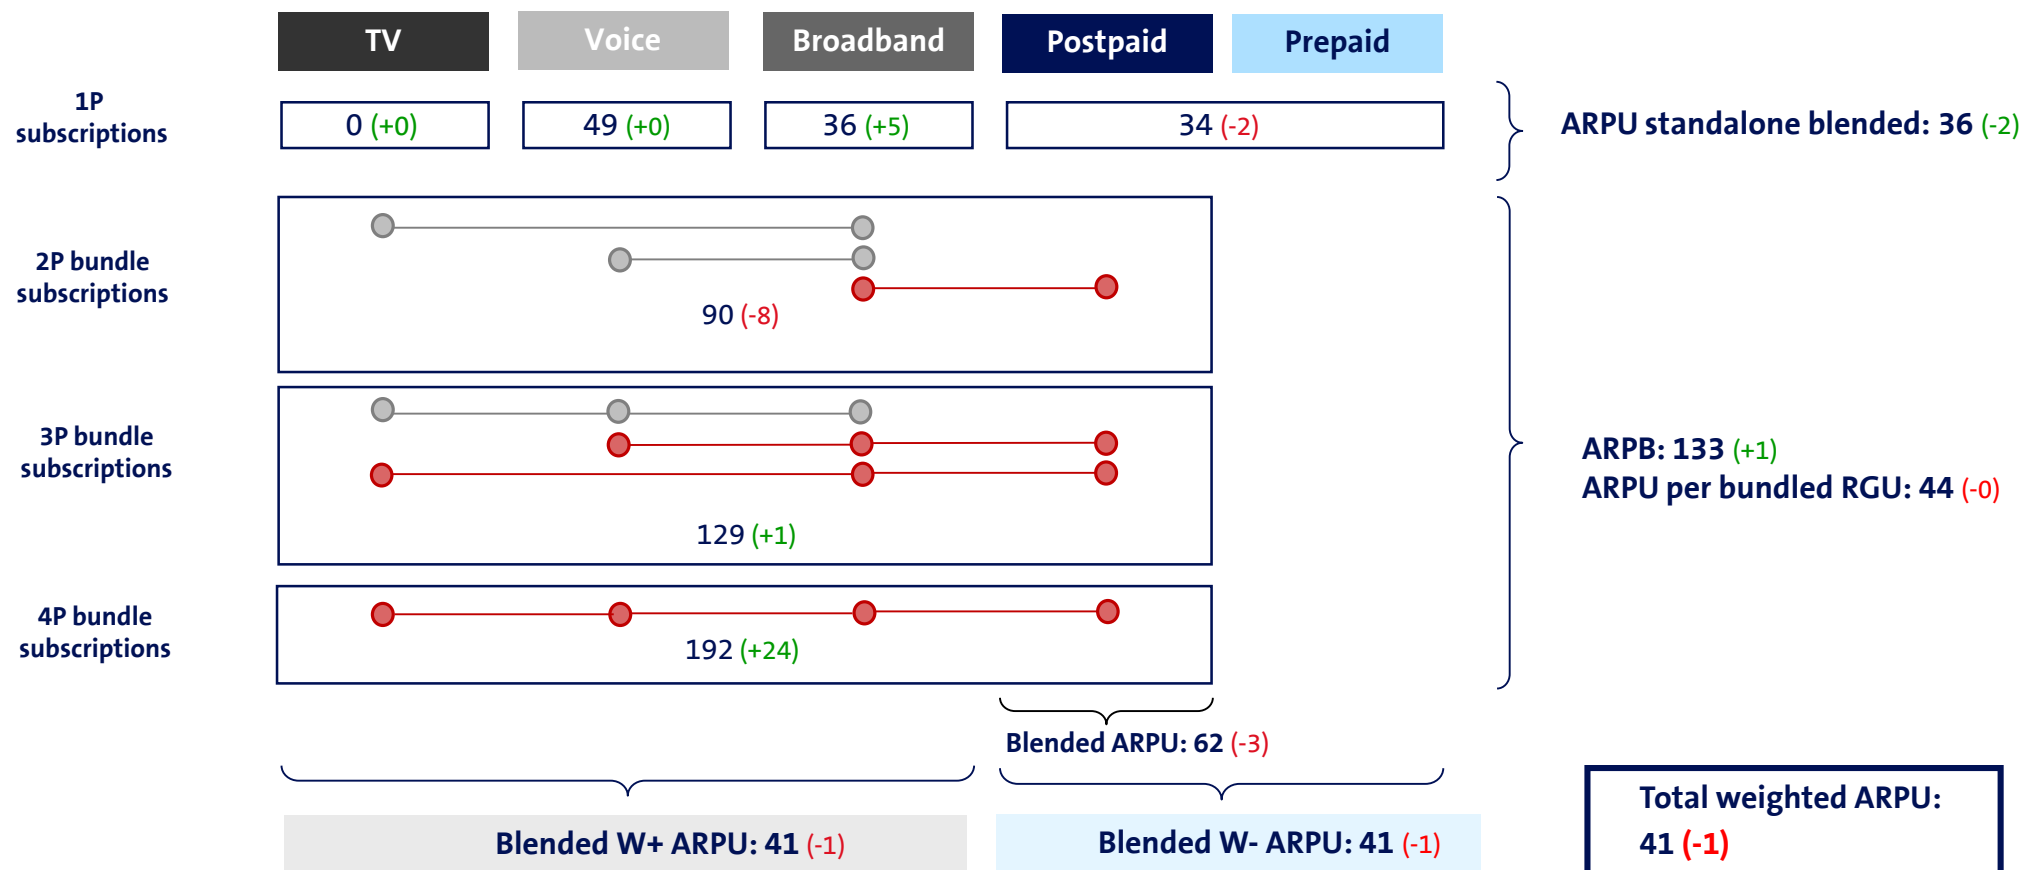 TV
Voice
Broadband
Postpaid
Prepaid
1P
subscriptions
0 (+0)
49 (+0)
36 (+5)
34 (-2)
ARPU standalone blended: 36 (-2)
2P bundle
subscriptions
90 (-8)
3P bundle
subscriptions
129 (+1)
ARPB: 133 (+1)
ARPU per bundled RGU: 44 (-0)
4P bundle
subscriptions
192 (+24)
Blended ARPU: 62 (-3)
Blended W+ ARPU: 41 (-1)
Blended W- ARPU: 41 (-1)
Total weighted ARPU:
41 (-1)